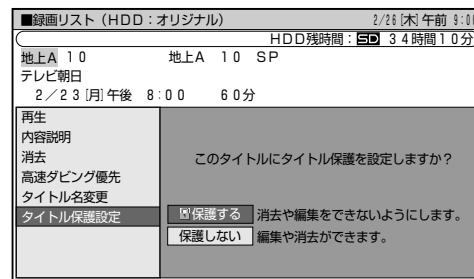 ■録画リスト（HDD：オリジナル） 2/26[木]午前 9:00
HDD残時間：SD 34時間10分
地上A 10 地上A 10 SP
テレビ朝日
2／23[月]午後 8:00 60分
再生
内容説明
消去
高速ダビング優先
タイトル名変更
タイトル保護設定
このタイトルにタイトル保護を設定しますか？
保護する 消去や編集をできないようにします。
保護しない 編集や消去ができます。